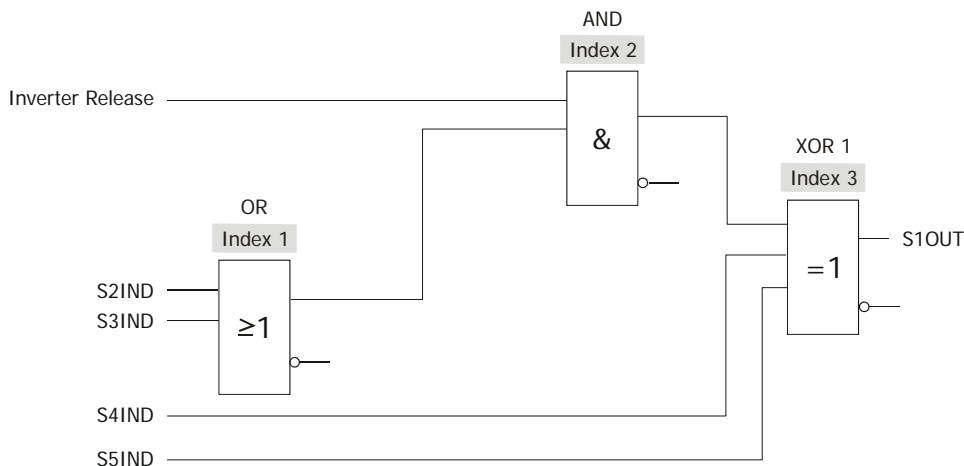 AND
Index 2
Inverter Release
&
XOR 1
Index 3
OR
Index 1
S1OUT
=1
S2IND
S3IND
≥1
S4IND
S5IND